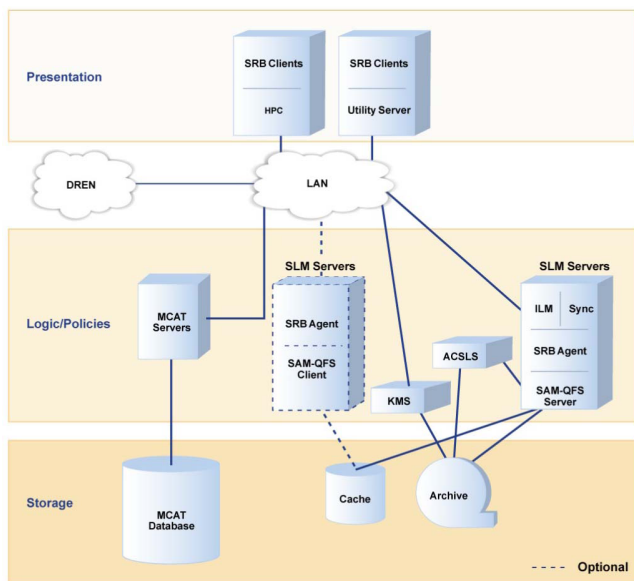 Presentation
SRB Clients
HPC
SRB Clients
Utility Server
DREN
LAN
Logic/Policies
MCAT
Servers
SLM Servers
SRB Agent
SAM-QFS
Client
KMS
ACSLS
SLM Servers
ILM
Sync
SRB Agent
SAM-QFS
Server
Storage
MCAT
Database
Cache
Archive
Optional